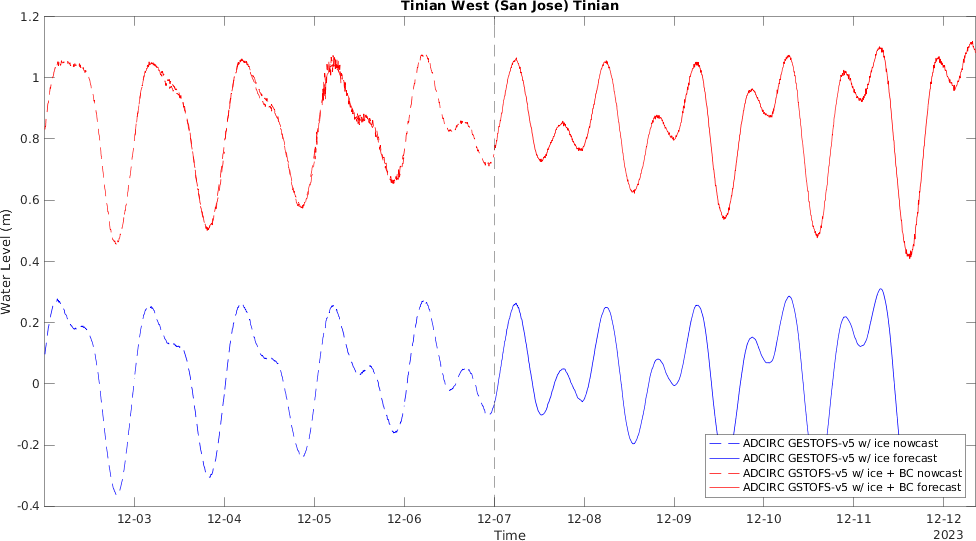 Tinian West (San Jose) Tinian
1.2
1
0.8
0.6
0.4
0.2
0
-0.2
-0.4
Water Level (m)
ADCIRC GESTOFS-v5 w/ ice nowcast
ADCIRC GESTOFS-v5 w/ ice forecast
ADCIRC GSTOFS-v5 w/ ice + BC nowcast
ADCIRC GSTOFS-v5 w/ ice + BC forecast
12-03 12-04 12-05 12-06 12-07 12-08 12-09 12-10 12-11 12-12
Time 2023